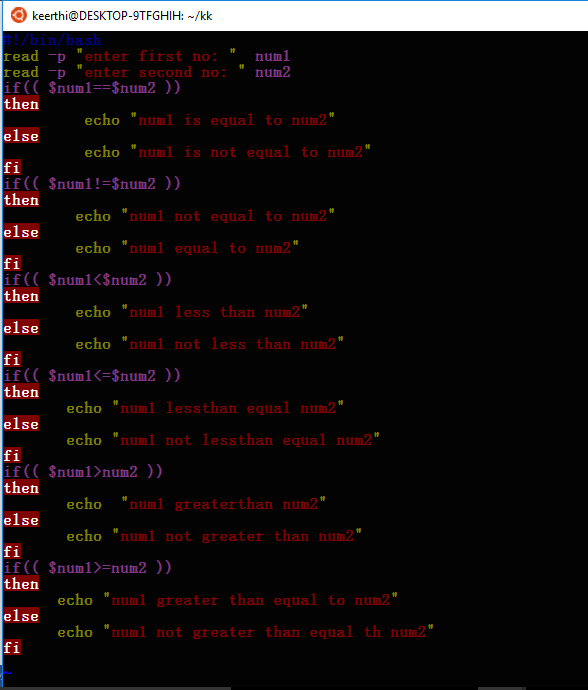 keerthi@DESKTOP-9TFGHIH: ~/kk
#!/bin/bash
read -p "enter first no: "  num1
read -p "enter second no: " num2
if(( $num1==$num2 ))
then
         echo "num1 is equal to num2"
else
         echo "num1 is not equal to num2"
fi
if(( $num1!=$num2 ))
then
        echo "num1 not equal to num2"
else
        echo "num1 equal to num2"
fi
if(( $num1<$num2 ))
then
        echo "num1 less than num2"
else
        echo "num1 not less than num2"
fi
if(( $num1<=$num2 ))
then
       echo "num1 lessthan equal num2"
else
       echo "num1 not lessthan equal num2"
fi
if(( $num1>num2 ))
then
       echo  "num1 greaterthan num2"
else
       echo "num1 not greater than num2"
fi
if(( $num1>=num2 ))
then
      echo "num1 greater than equal to num2"
else
      echo "num1 not greater than equal th num2"
fi
~